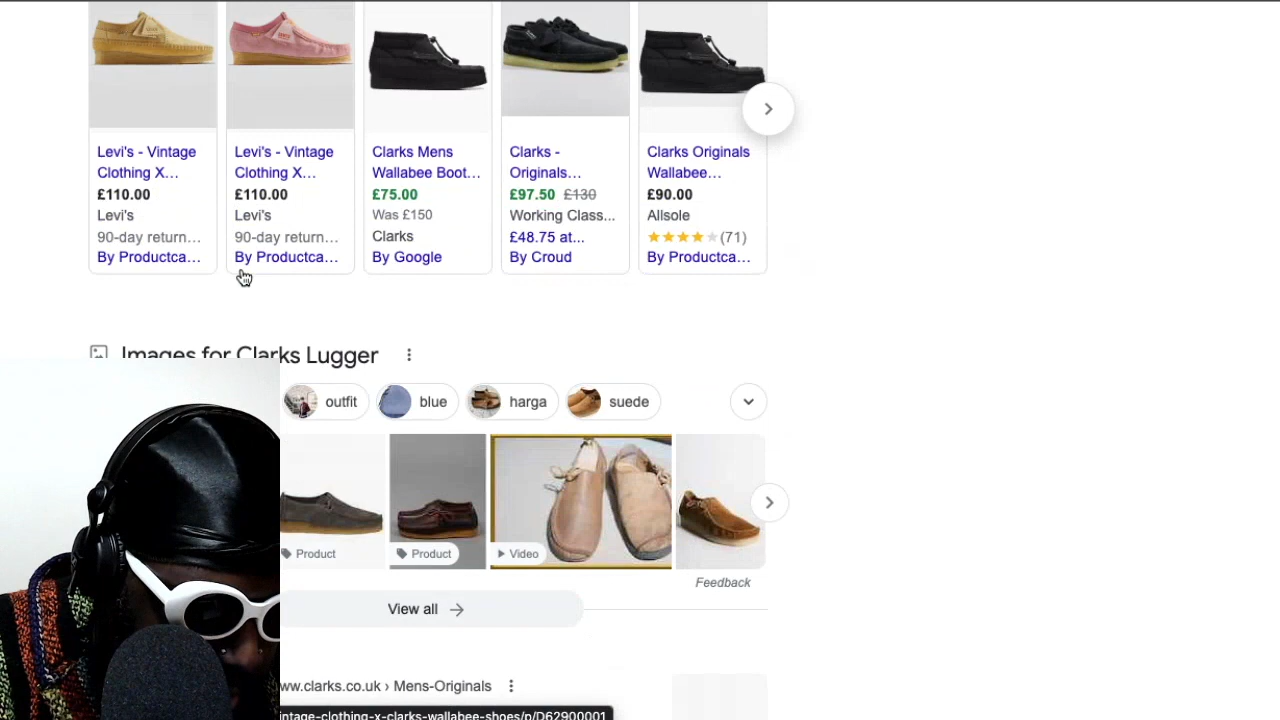 Levi's - Vintage
Clothing X...
£110.00
Levi's
90-day return...
By Productca...
Levi's - Vintage
Clothing X...
£110.00
Levi's
90-day return...
By Productca...
Clarks Mens
Wallabee Boot...
£75.00
Was £150
Clarks
By Google
Clarks -
Originals...
£97.50 £130
Working Class...
£48.75 at...
By Croud
Clarks Originals
Wallabee...
£90.00
Allsole
(71)
By Productca...
Images for Clarks Lugger
outfit
blue
harga
suede
Product
Product
Video
Feedback
View all
ww.clarks.co.uk › Mens-Originals
intage-clothing-x-clarks-wallabee-shoes/p/D62900001